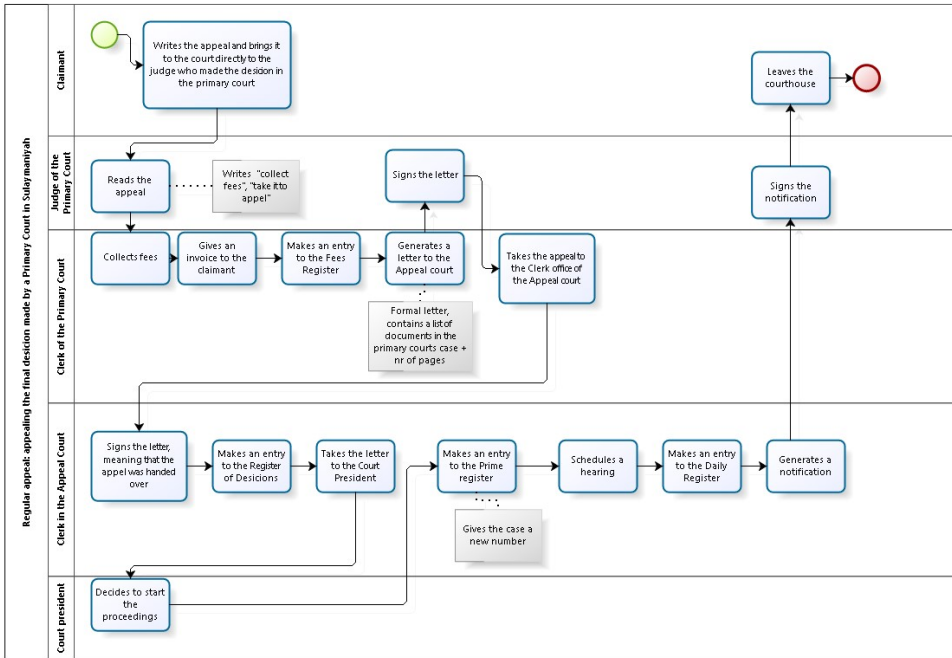 Regular appeal: appealing the final desicion made by a Primary Court in Sulaymaniyah
Claimant
Writes the appeal and brings it
to the court directly to the
judge who made the desicion in
the primary court
Leaves the
courthouse
Judge of the
Primary Court
Reads the
appeal
Writes "collect
fees", "take it to
appel"
Signs the letter
Signs the
notification
Clerk of the Primary Court
Collects fees
Gives an
invoice to the
claimant
Makes an entry
to the Fees
Register
Generates a
letter to the
Appeal court
Takes the appeal to
the Clerk office of
the Appeal court
Formal letter,
contains a list of
documents in the
primary courts case +
nr of pages
Clerk in the Appeal Court
Signs the letter,
meaning that the
appel was handed
over
Makes an entry
to the Register
of Desicions
Takes the letter
to the Court
President
Makes an entry
to the Prime
register
Schedules a
hearing
Makes an entry
to the Daily
Register
Generates a
notification
Gives the case a
new number
Court president
Decides to start
the
proceedings